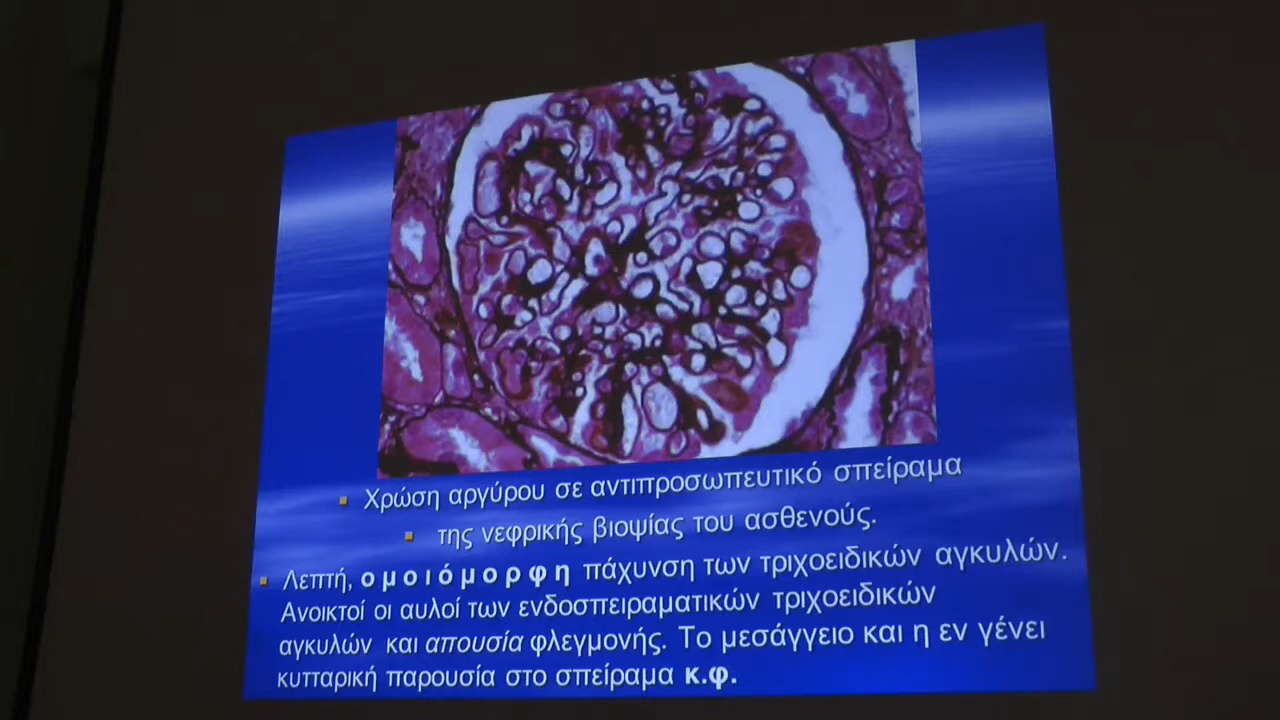 Χρώση αργύρου σε αντιπροσωπευτικό σπείραμα
της νεφρικής βιοψίας του ασθενούς.
Λεπτή, ο μ ο ι ό μ ο ρ φ η πάχυνση των τριχοειδικών αγκυλών.
Ανοικτοί οι αυλοί των ενδοσπειραματικών τριχοειδικών
αγκυλών και απουσία φλεγμονής. Το μεσάγγειο και η εν γένει
κυτταρική παρουσία στο σπείραμα κ.φ.